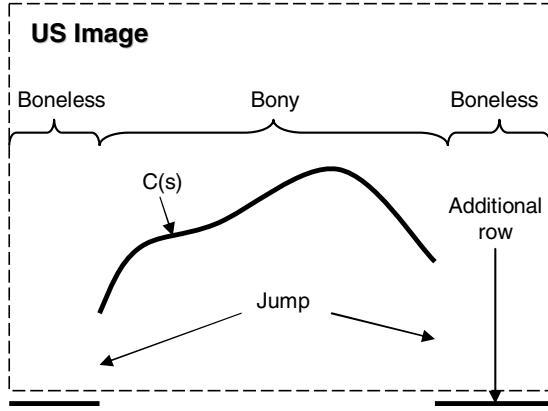 US Image
Boneless
Bony
Boneless
C(s)
Additional
row
Jump